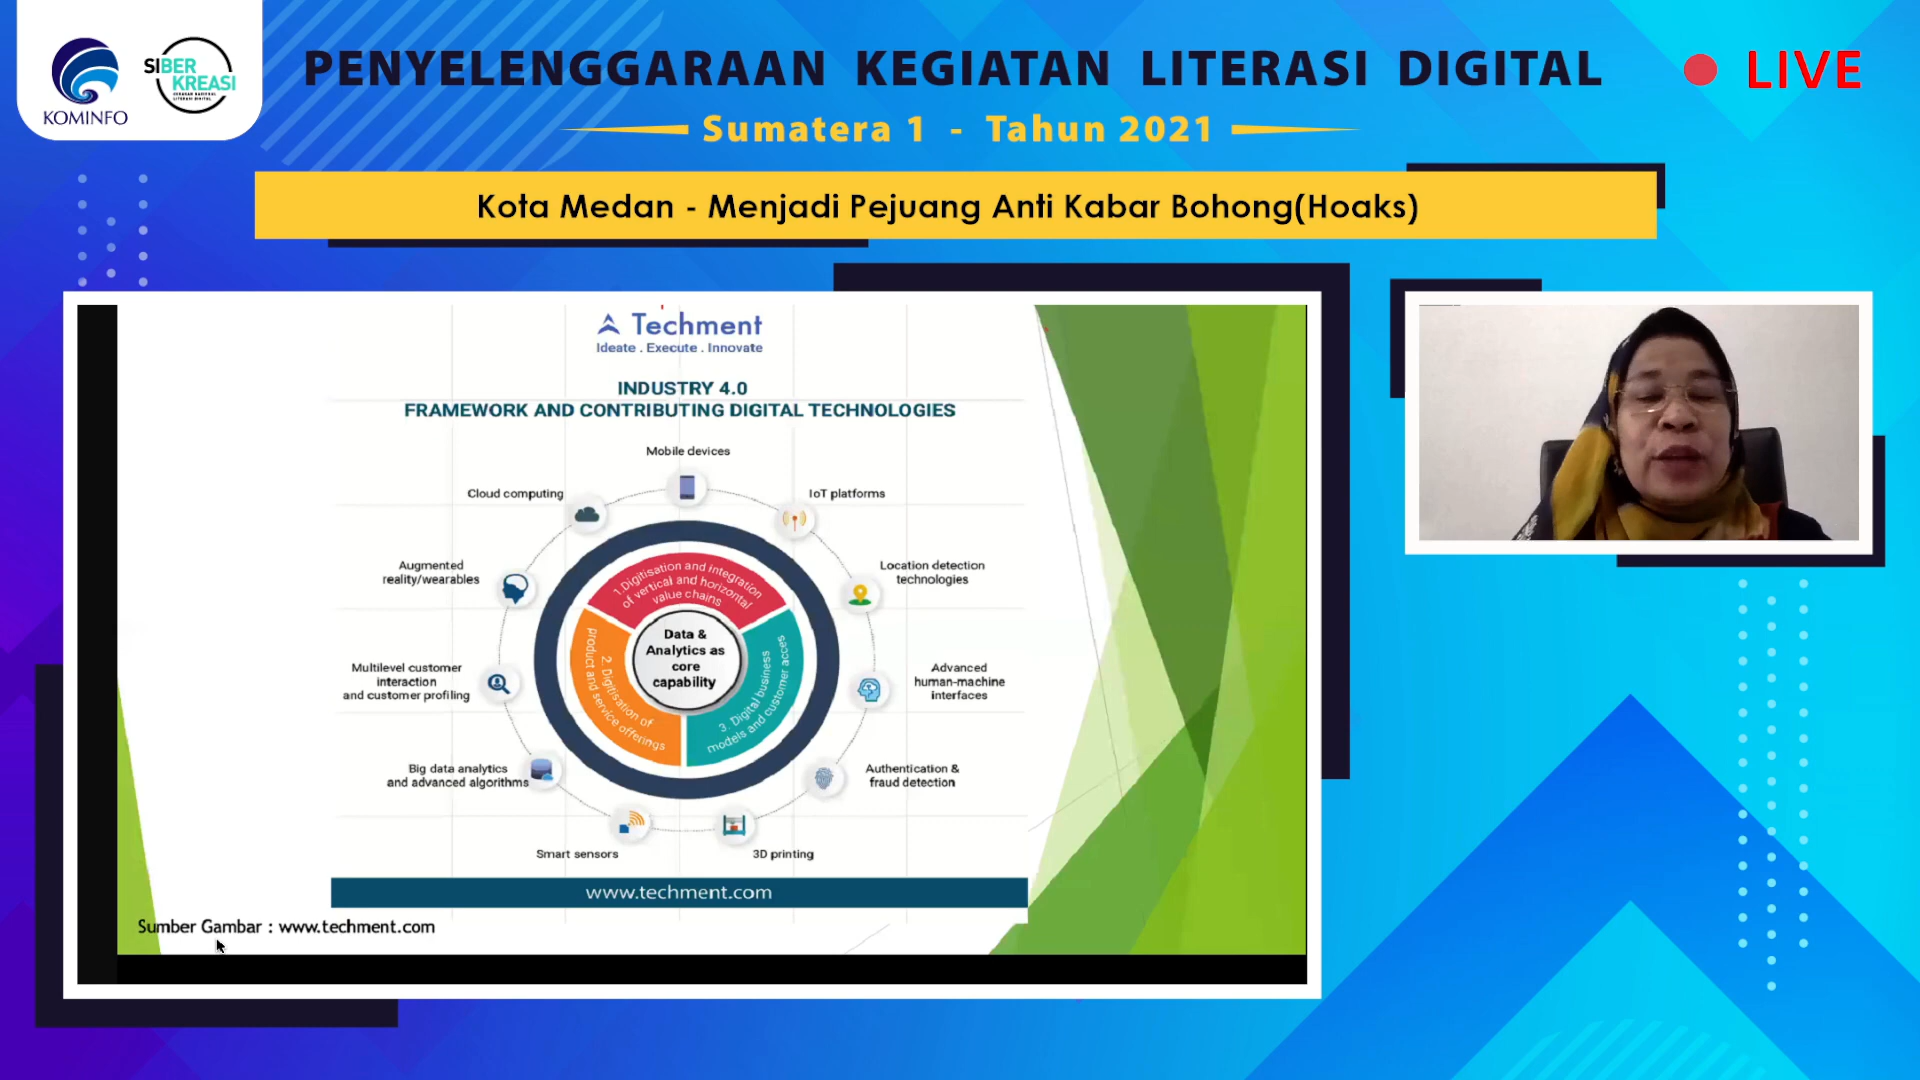 KOMINFO
SIBER
KREASI
PENYELENGGARAAN KEGIATAN LITERASI DIGITAL
LIVE
Sumatera 1 - Tahun 2021
Kota Medan - Menjadi Pejuang Anti Kabar Bohong(Hoaks)
Techment
Ideate . Execute . Innovate
INDUSTRY 4.0
FRAMEWORK AND CONTRIBUTING DIGITAL TECHNOLOGIES
Mobile devices
Cloud computing
IoT platforms
Augmented
reality/wearables
Location detection
technologies
1.Digitisation and integration
of vertical and horizontal
value chains
Data &
Analytics as
core
capability
2. Digitisation of
product and service offerings
3. Digital business
models and customer acces
Multilevel customer
interaction
and customer profiling
Advanced
human-machine
interfaces
Big data analytics
and advanced algorithms
Authentication &
fraud detection
Smart sensors
3D printing
www.techment.com
Sumber Gambar : www.techment.com